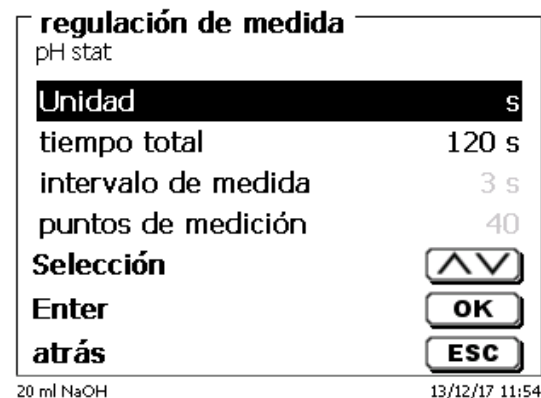 regulación de medida
pH stat
Unidad s
tiempo total 120 s
intervalo de medida 3 s
puntos de medición 40
Selección
Enter OK
atrás ESC
20 ml NaOH 13/12/17 11:54